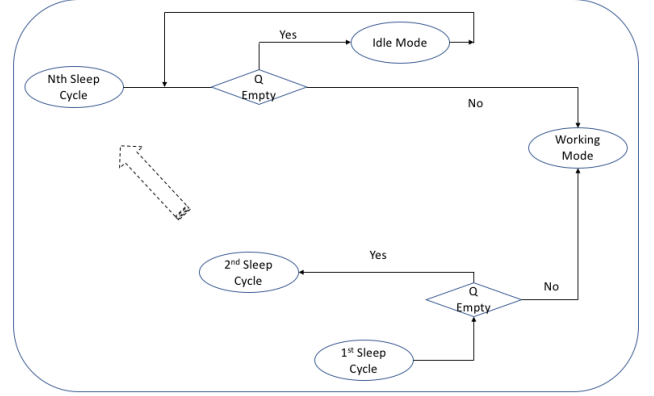 Yes
Idle Mode
Nth Sleep
Cycle
Q
Empty
No
Working
Mode
Yes
2nd Sleep
Cycle
Q
Empty
No
1st Sleep
Cycle